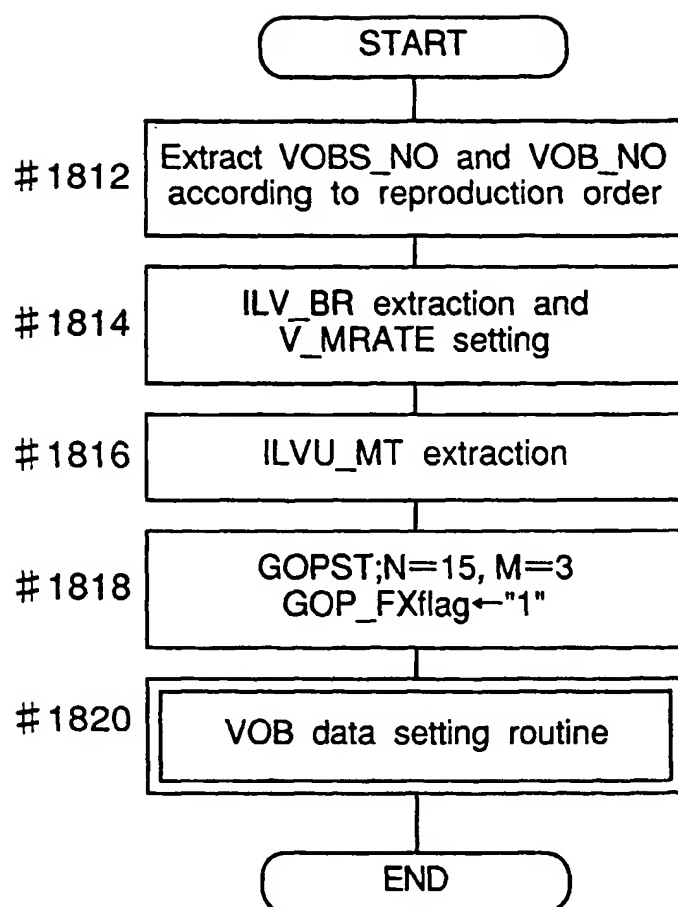 START
#1812
Extract VOBS_NO and VOB_NO
according to reproduction order
#1814
ILV_BR extraction and
V_MRATE setting
#1816
ILVU_MT extraction
#1818
GOPST;N=15, M=3
GOP_FXflag←"1"
#1820
VOB data setting routine
END